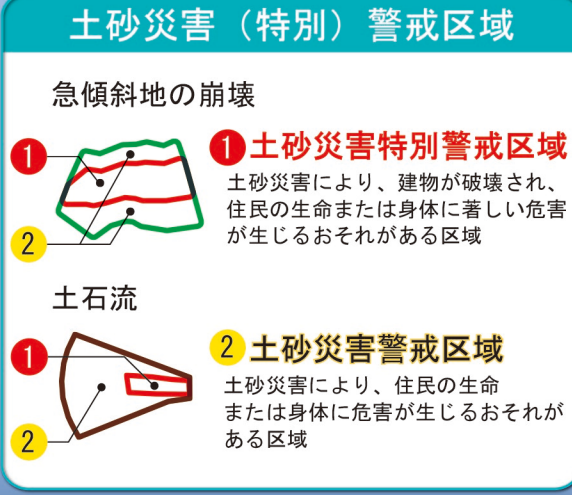 土砂災害（特別）警戒区域
急傾斜地の崩壊
1
2
1土砂災害特別警戒区域
土砂災害により、建物が破壊され、
住民の生命または身体に著しい危害
が生じるおそれがある区域
土石流
1
2
2土砂災害警戒区域
土砂災害により、住民の生命
または身体に危害が生じるおそれが
ある区域